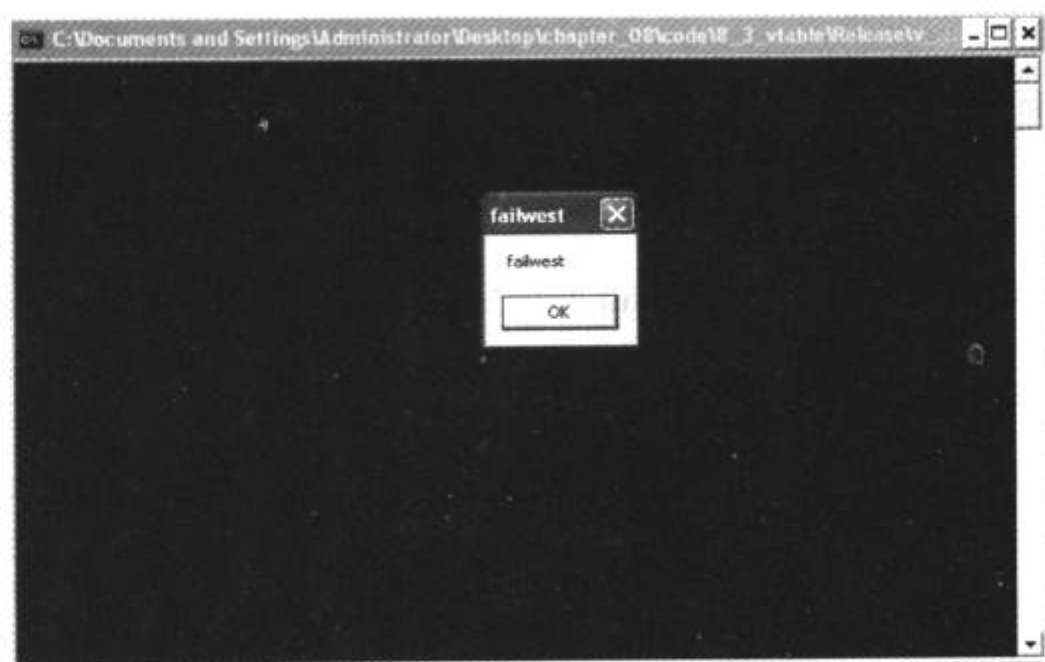 C:\Documents and Settings\Administrator\Desktop\chapter_08\code\8_3_vtable\Release\v
failwest
failwest
OK